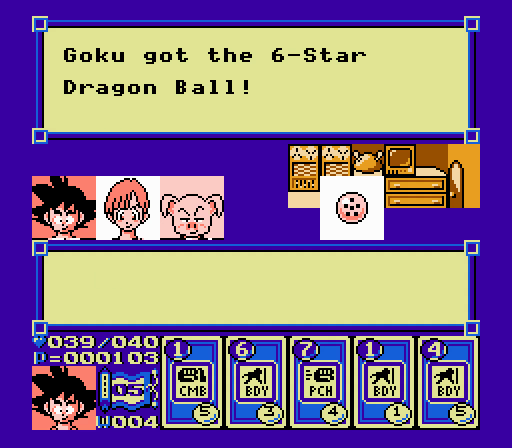 Goku got the 6-Star
Dragon Ball!
039/040
P=000103
05
W004
1 6 7 1 4
CMB BDY PCH BDY BDY
5 3 4 1 5